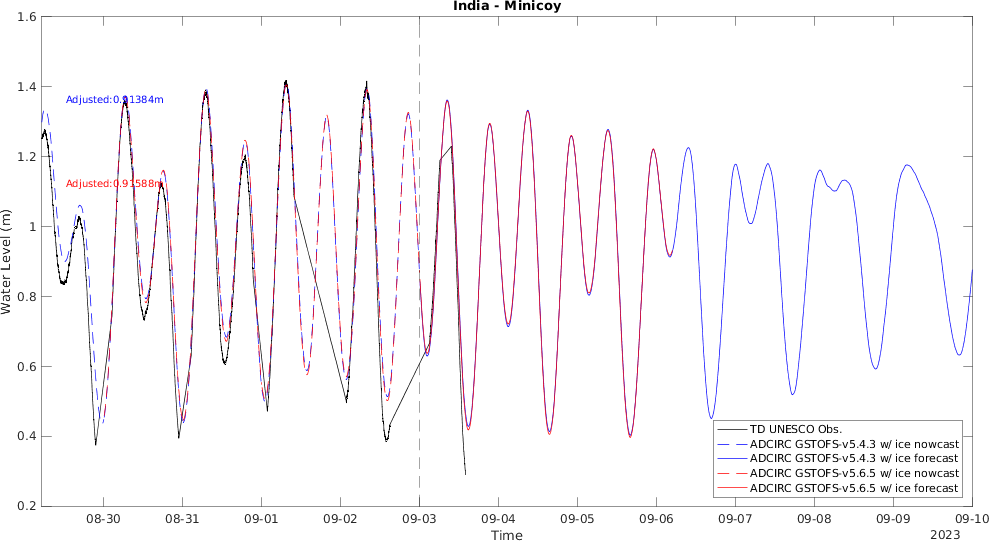 India - Minicoy
1.6
1.4
1.2
1
0.8
0.6
0.4
0.2
Water Level (m)
Adjusted:0.91384m
Adjusted:0.91588m
TD UNESCO Obs.
ADCIRC GSTOFS-v5.4.3 w/ ice nowcast
ADCIRC GSTOFS-v5.4.3 w/ ice forecast
ADCIRC GSTOFS-v5.6.5 w/ ice nowcast
ADCIRC GSTOFS-v5.6.5 w/ ice forecast
08-30 08-31 09-01 09-02 09-03 09-04 09-05 09-06 09-07 09-08 09-09 09-10
2023
Time